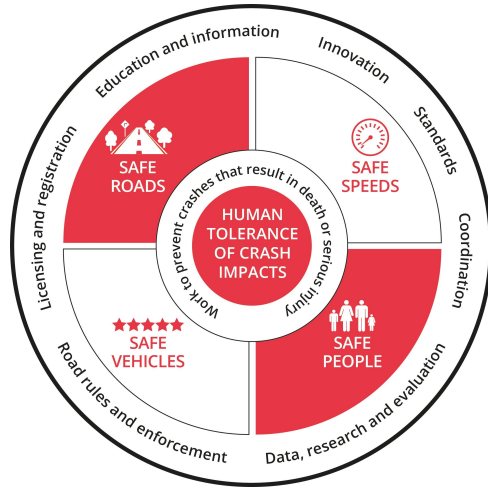 Education and information
Innovation
Standards
Coordination
Data, research and evaluation
Road rules and enforcement
Licensing and registration
SAFE
ROADS
SAFE
SPEEDS
SAFE
PEOPLE
SAFE
VEHICLES
Work to prevent crashes that result in death or serious injury
HUMAN
TOLERANCE
OF CRASH
IMPACTS